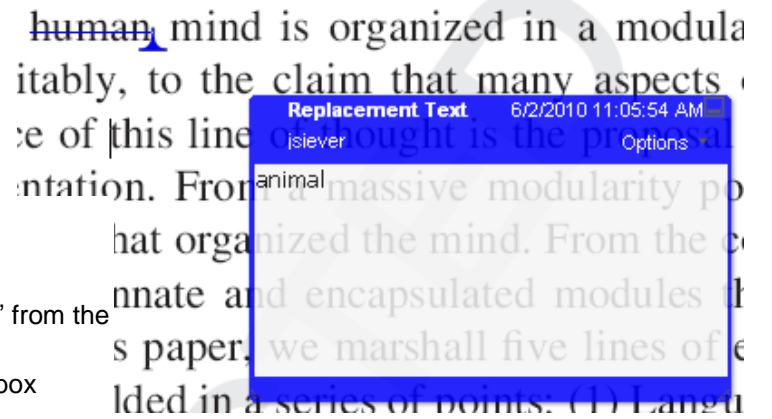 human mind is organized in a modula
itably, to the claim that many aspects
Replacement Text 6/2/2010 11:05:54 AM
e of this line of thought is the proposal
jsiever Options
animal
entation. From a massive modularity po
hat organized the mind. From the c
nnate and encapsulated modules th
” from the
s paper, we marshall five lines of e
box
lded in a series of points: (1) Langu